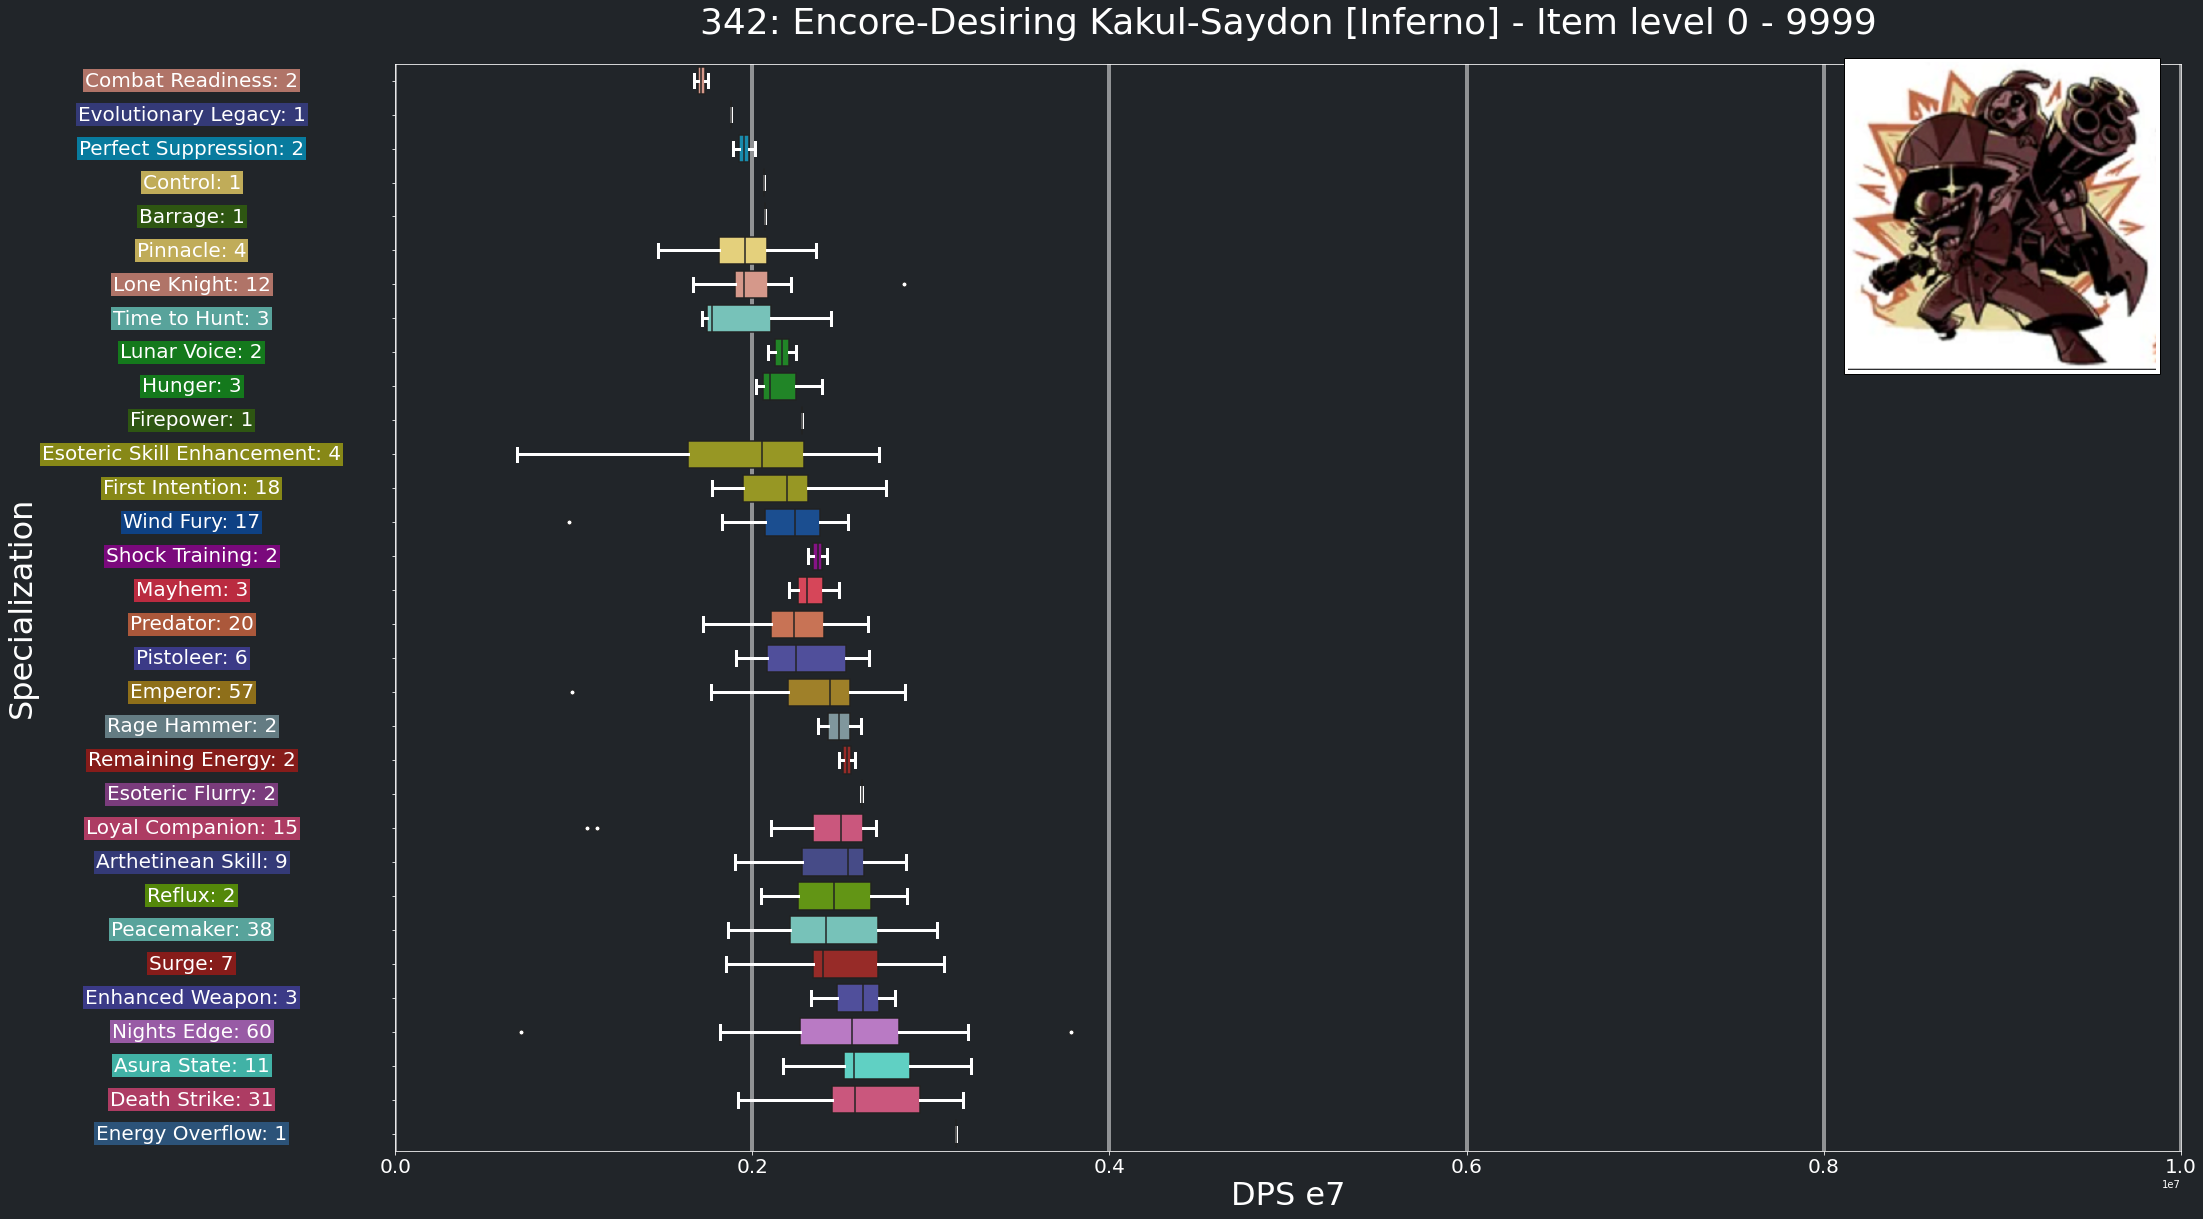 342: Encore-Desiring Kakul-Saydon [Inferno] - Item level 0 - 9999
Combat Readiness: 2
Evolutionary Legacy: 1
Perfect Suppression: 2
Control: 1
Barrage: 1
Pinnacle: 4
Lone Knight: 12
Time to Hunt: 3
Lunar Voice: 2
Hunger: 3
Firepower: 1
Esoteric Skill Enhancement: 4
First Intention: 18
Wind Fury: 17
Shock Training: 2
Mayhem: 3
Predator: 20
Pistoleer: 6
Emperor: 57
Rage Hammer: 2
Remaining Energy: 2
Esoteric Flurry: 2
Loyal Companion: 15
Arthetinean Skill: 9
Reflux: 2
Peacemaker: 38
Surge: 7
Enhanced Weapon: 3
Nights Edge: 60
Asura State: 11
Death Strike: 31
Energy Overflow: 1
Specialization
0.0 0.2 0.4 0.6 0.8 1.0
1e7
DPS e7